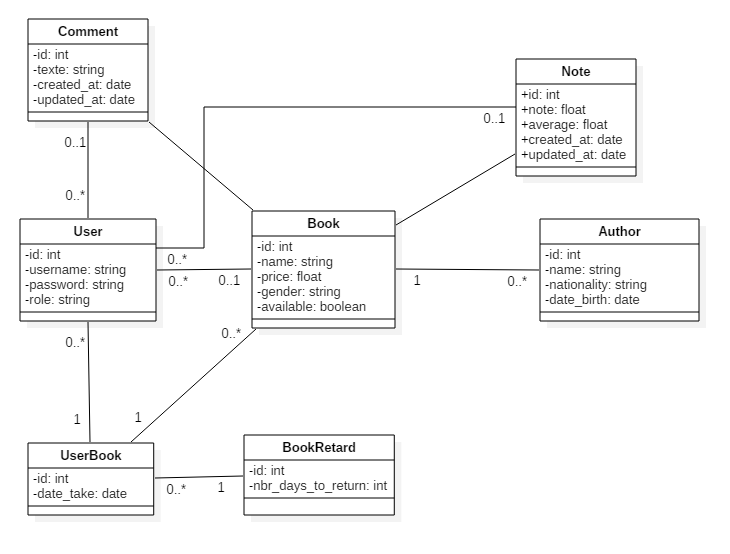 Comment
-id: int
-texte: string
-created_at: date
-updated_at: date
Note
+id: int
+note: float
+average: float
+created_at: date
+updated_at: date
0..1
0..1
0..*
User
-id: int
-username: string
-password: string
-role: string
0..*
0..*
0..1
Book
-id: int
-name: string
-price: float
-gender: string
-available: boolean
1
0..*
Author
-id: int
-name: string
-nationality: string
-date_birth: date
0..*
0..*
1
1
UserBook
-id: int
-date_take: date
0..*
1
BookRetard
-id: int
-nbr_days_to_return: int